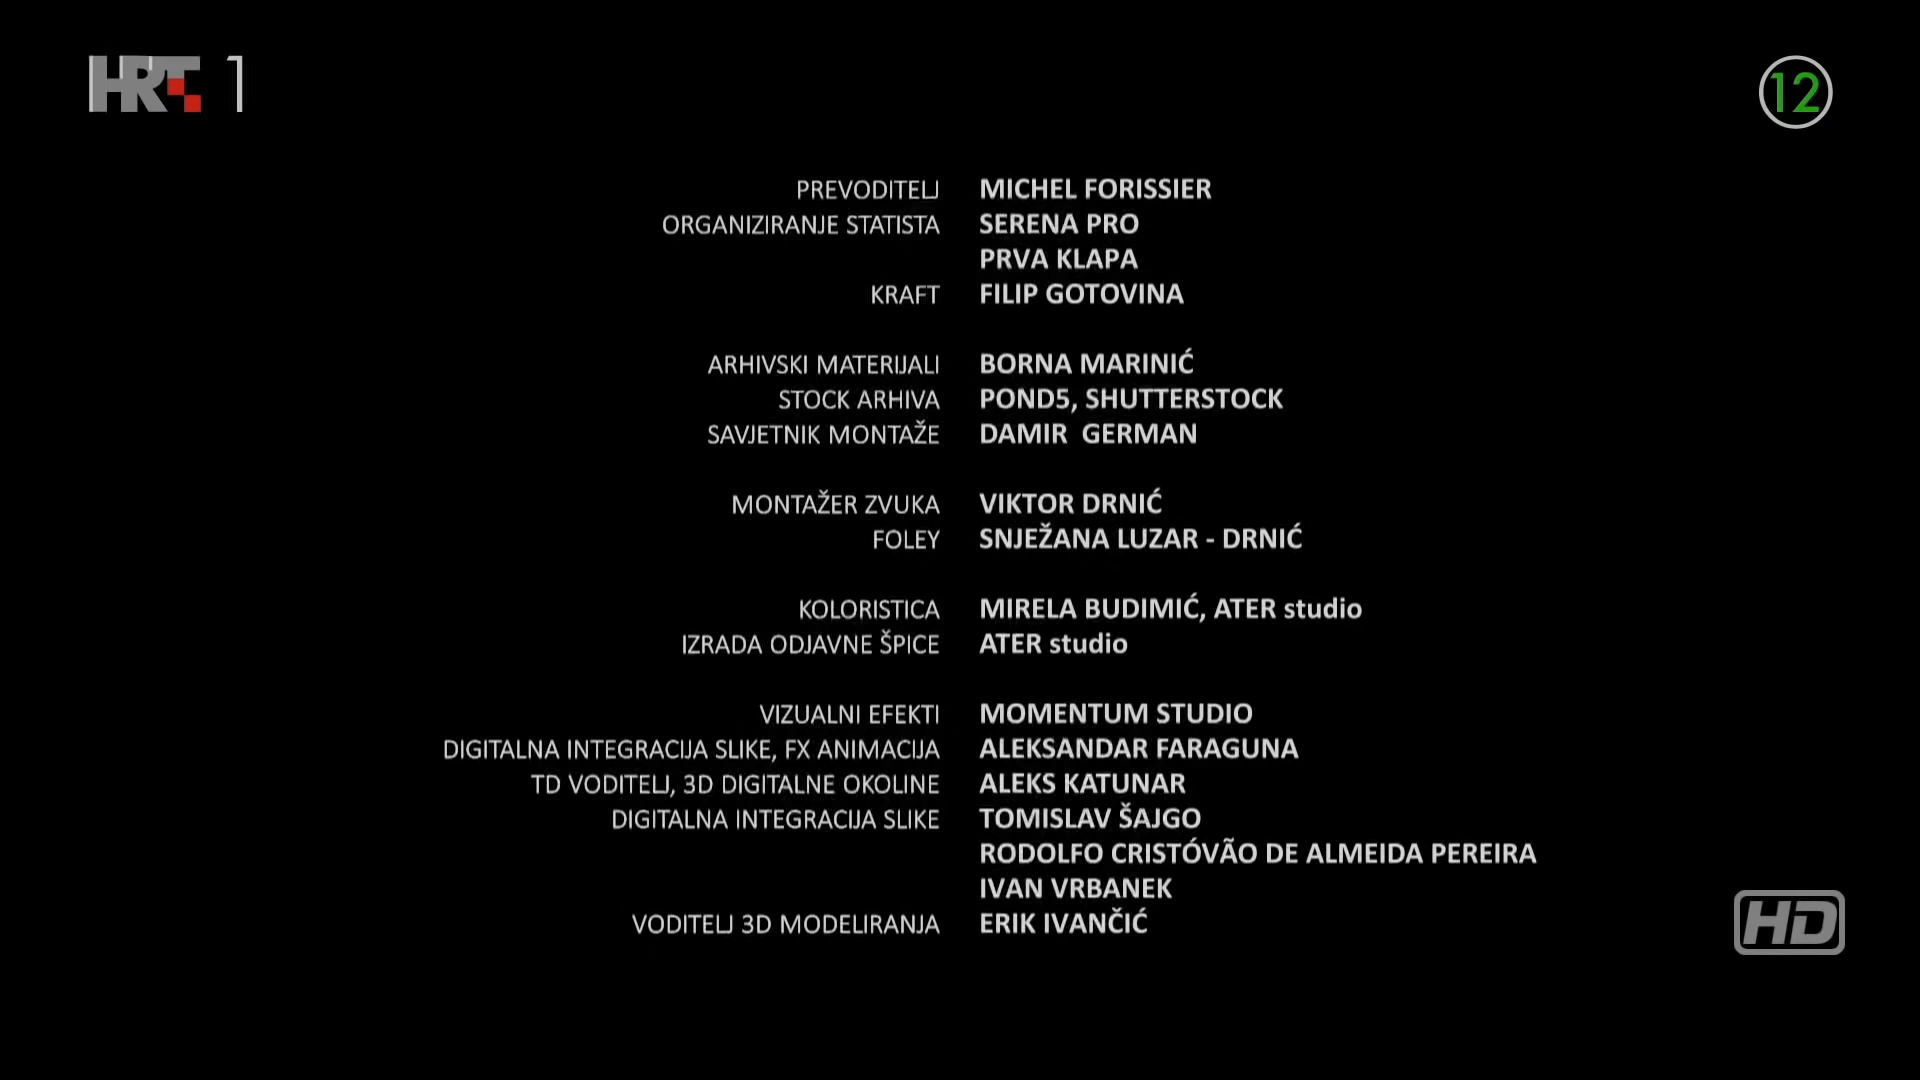 HRT 1
12
PREVODITELJ MICHEL FORISSIER
ORGANIZIRANJE STATISTA SERENA PRO
PRVA KLAPA
KRAFT FILIP GOTOVINA
ARHIVSKI MATERIJALI BORNA MARINIĆ
STOCK ARHIVA POND5, SHUTTERSTOCK
SAVJETNIK MONTAŽE DAMIR GERMAN
MONTAŽER ZVUKA VIKTOR DRNIĆ
FOLEY SNJEŽANA LUZAR - DRNIĆ
KOLORISTICA MIRELA BUDIMIĆ, ATER studio
IZRADA ODJAVNE ŠPICE ATER studio
VIZUALNI EFEKTI MOMENTUM STUDIO
DIGITALNA INTEGRACIJA SLIKE, FX ANIMACIJA ALEKSANDAR FARAGUNA
TD VODITELJ, 3D DIGITALNE OKOLINE ALEKS KATUNAR
DIGITALNA INTEGRACIJA SLIKE TOMISLAV ŠAJGO
RODOLFO CRISTÓVÃO DE ALMEIDA PEREIRA
IVAN VRBANEK
VODITELJ 3D MODELIRANJA ERIK IVANČIĆ
HD